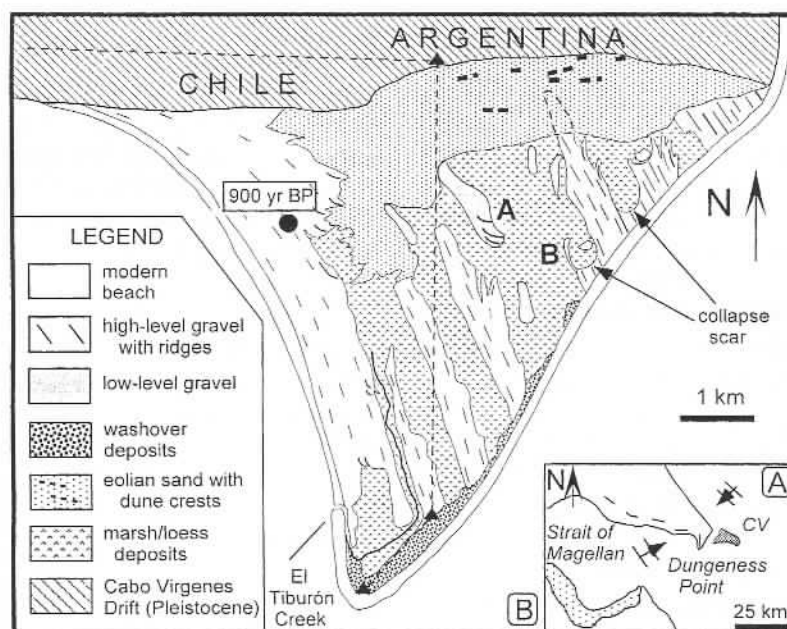 ARGENTINA
CHILE
900 yr BP
A
N
B
collapse
scar
1 km
LEGEND
modern
beach
high-level gravel
with ridges
low-level gravel
washover
deposits
eolian sand with
dune crests
marsh/loess
deposits
Cabo Virgenes
Drift (Pleistocene)
El
Tiburón
Creek
B
N
A
CV
Strait of
Magellan
Dungeness
Point
25 km